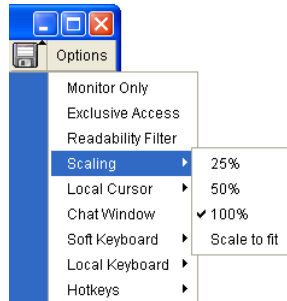 Options
Monitor Only
Exclusive Access
Readability Filter
Scaling
25%
Local Cursor
50%
Chat Window
100%
Soft Keyboard
Scale to fit
Local Keyboard
Hotkeys